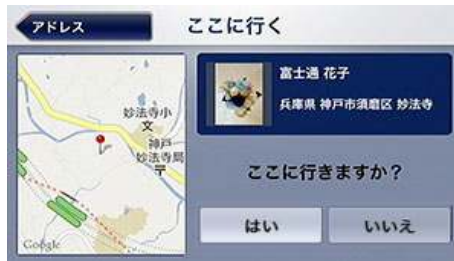 アドレス
ここに行く
富士通 花子
兵庫県 神戸市須磨区 妙法寺
妙法寺小
文
神戸
妙法寺局
〒
ここに行きますか？
はい
いいえ
Google